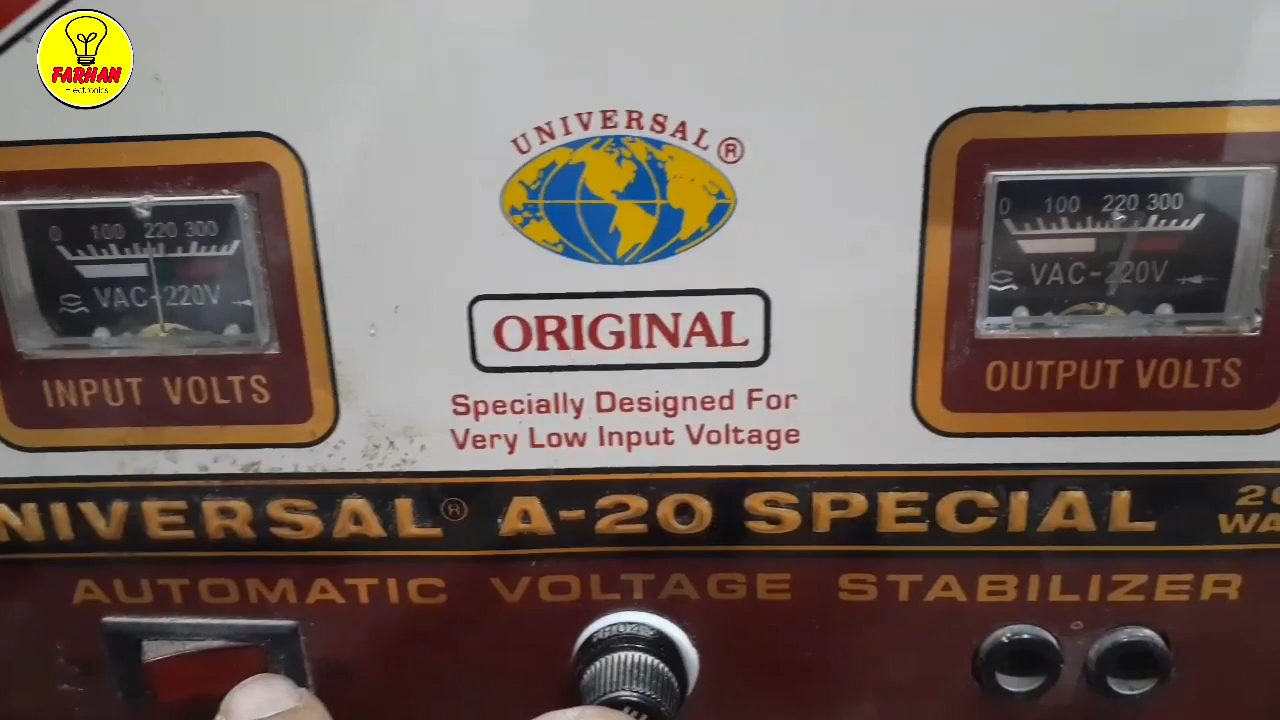 FARHAN
Electronics
UNIVERSAL ®
ORIGINAL
Specially Designed For
Very Low Input Voltage
0 100 220 300
VAC-220V
INPUT VOLTS
0 100 220 300
VAC-220V
OUTPUT VOLTS
NIVERSAL ® A-20 SPECIAL
AUTOMATIC VOLTAGE STABILIZER